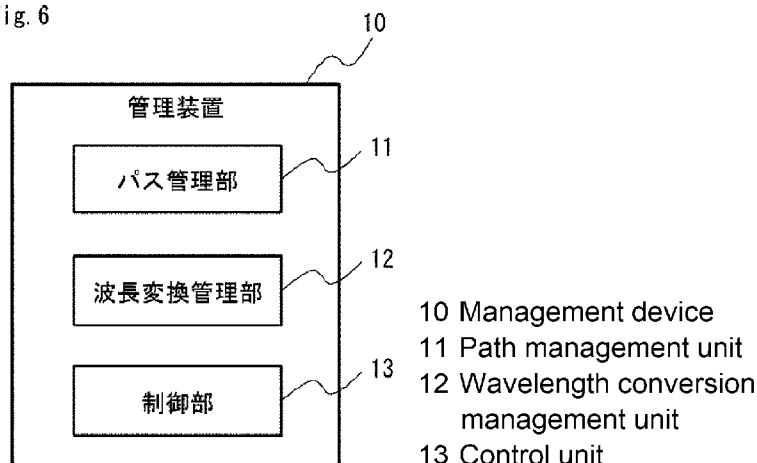 ig. 6
10
管理装置
パス管理部
11
波長変換管理部
12
制御部
13
10 Management device
11 Path management unit
12 Wavelength conversion
management unit
13 Control unit